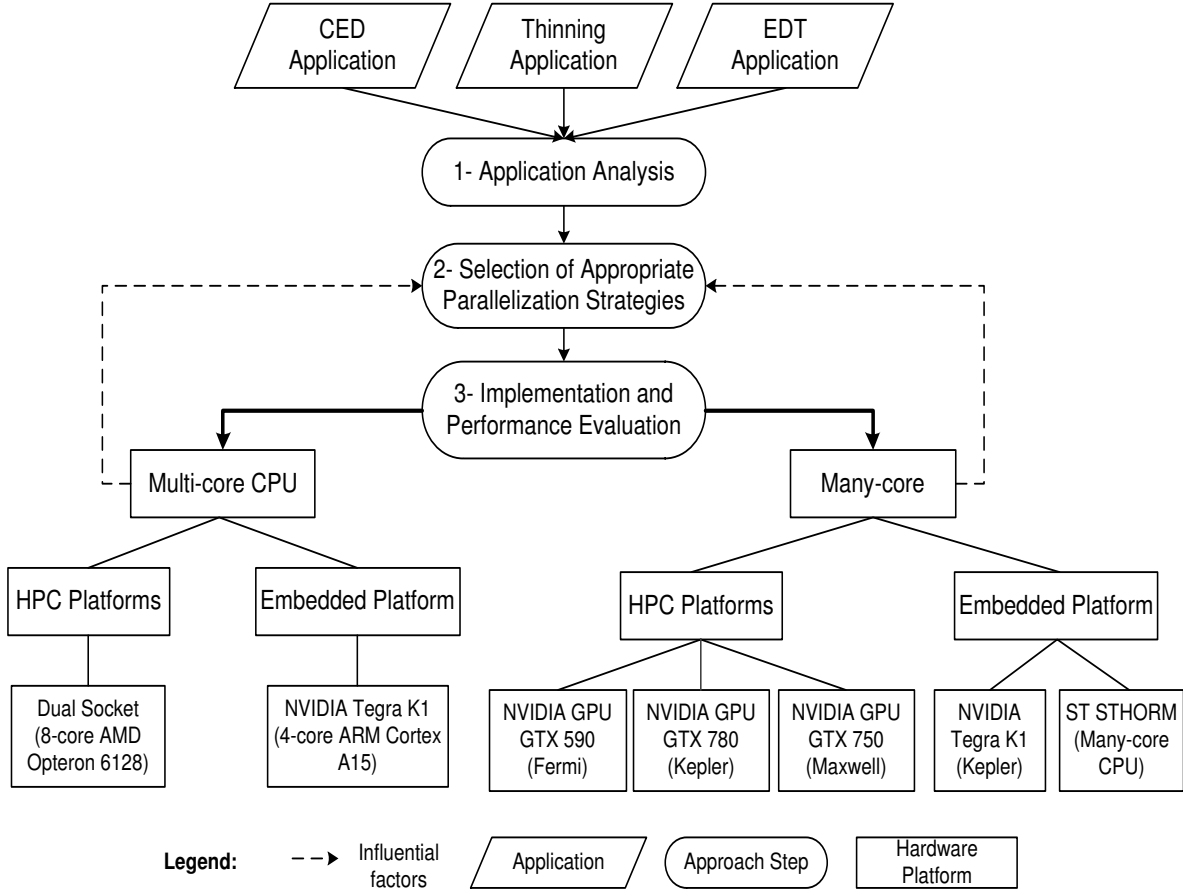 CED
Application
Thinning
Application
EDT
Application
1- Application Analysis
2- Selection of Appropriate
Parallelization Strategies
3- Implementation and
Performance Evaluation
Multi-core CPU
Many-core
HPC Platforms
Embedded Platform
HPC Platforms
Embedded Platform
Dual Socket
(8-core AMD
Opteron 6128)
NVIDIA Tegra K1
(4-core ARM Cortex
A15)
NVIDIA GPU
GTX 590
(Fermi)
NVIDIA GPU
GTX 780
(Kepler)
NVIDIA GPU
GTX 750
(Maxwell)
NVIDIA
Tegra K1
(Kepler)
ST STHORM
(Many-core
CPU)
Legend:
Influential
factors
Application
Approach Step
Hardware
Platform